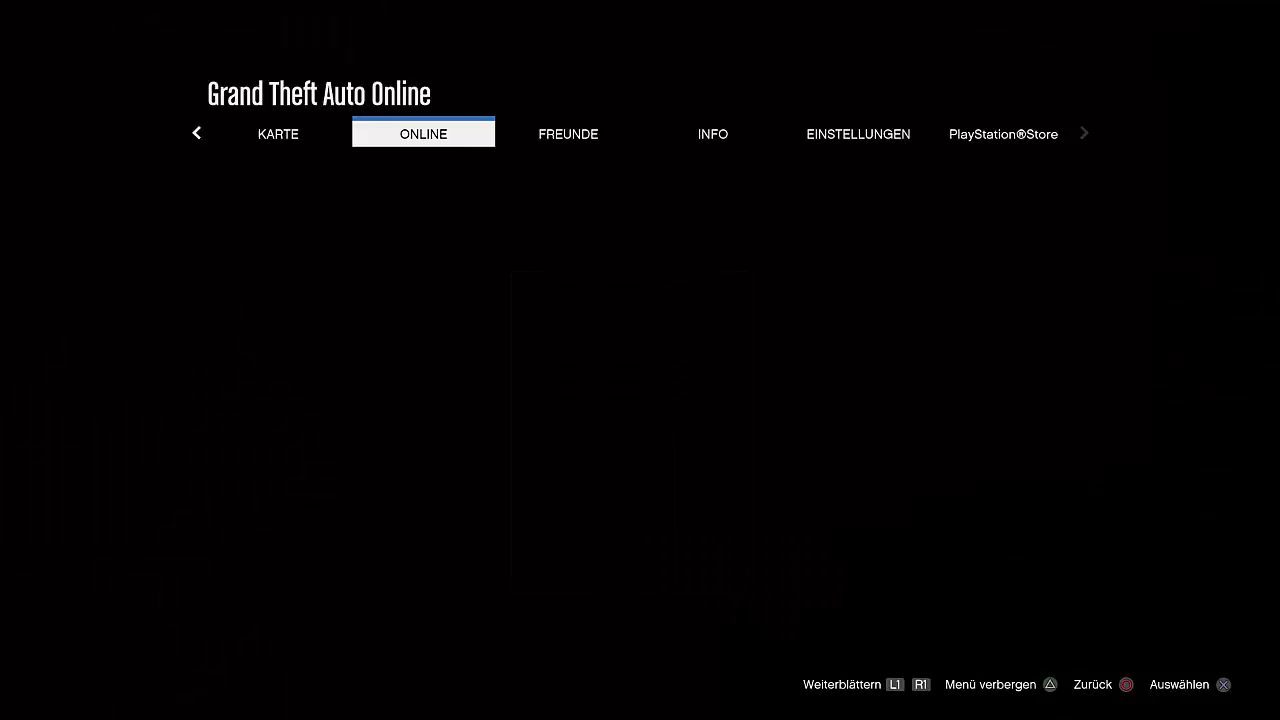 Grand Theft Auto Online
KARTE ONLINE FREUNDE INFO EINSTELLUNGEN PlayStation®Store
Weiterblättern L1 R1 Menü verbergen Zurück Auswählen